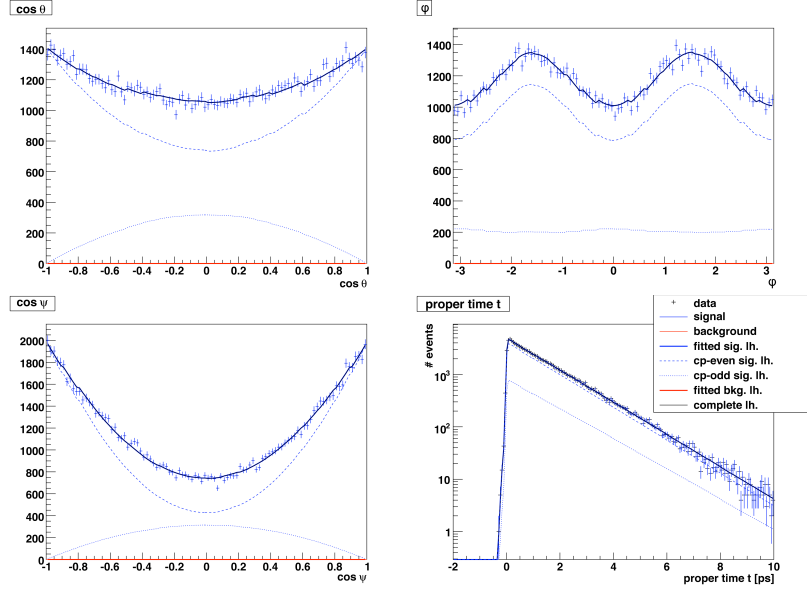 cos θ
1400
1200
1000
800
600
400
200
0
-1 -0.8 -0.6 -0.4 -0.2 0 0.2 0.4 0.6 0.8 1
cos θ
φ
1400
1200
1000
800
600
400
200
0
-3 -2 -1 0 1 2 3
φ
cos ψ
2000
1800
1600
1400
1200
1000
800
600
400
200
0
-1 -0.8 -0.6 -0.4 -0.2 0 0.2 0.4 0.6 0.8 1
cos ψ
proper time t
data
signal
background
fitted sig. lh.
cp-even sig. lh.
cp-odd sig. lh.
fitted bkg. lh.
complete lh.
# events
10³
10²
10
1
-2 0 2 4 6 8 10
proper time t [ps]